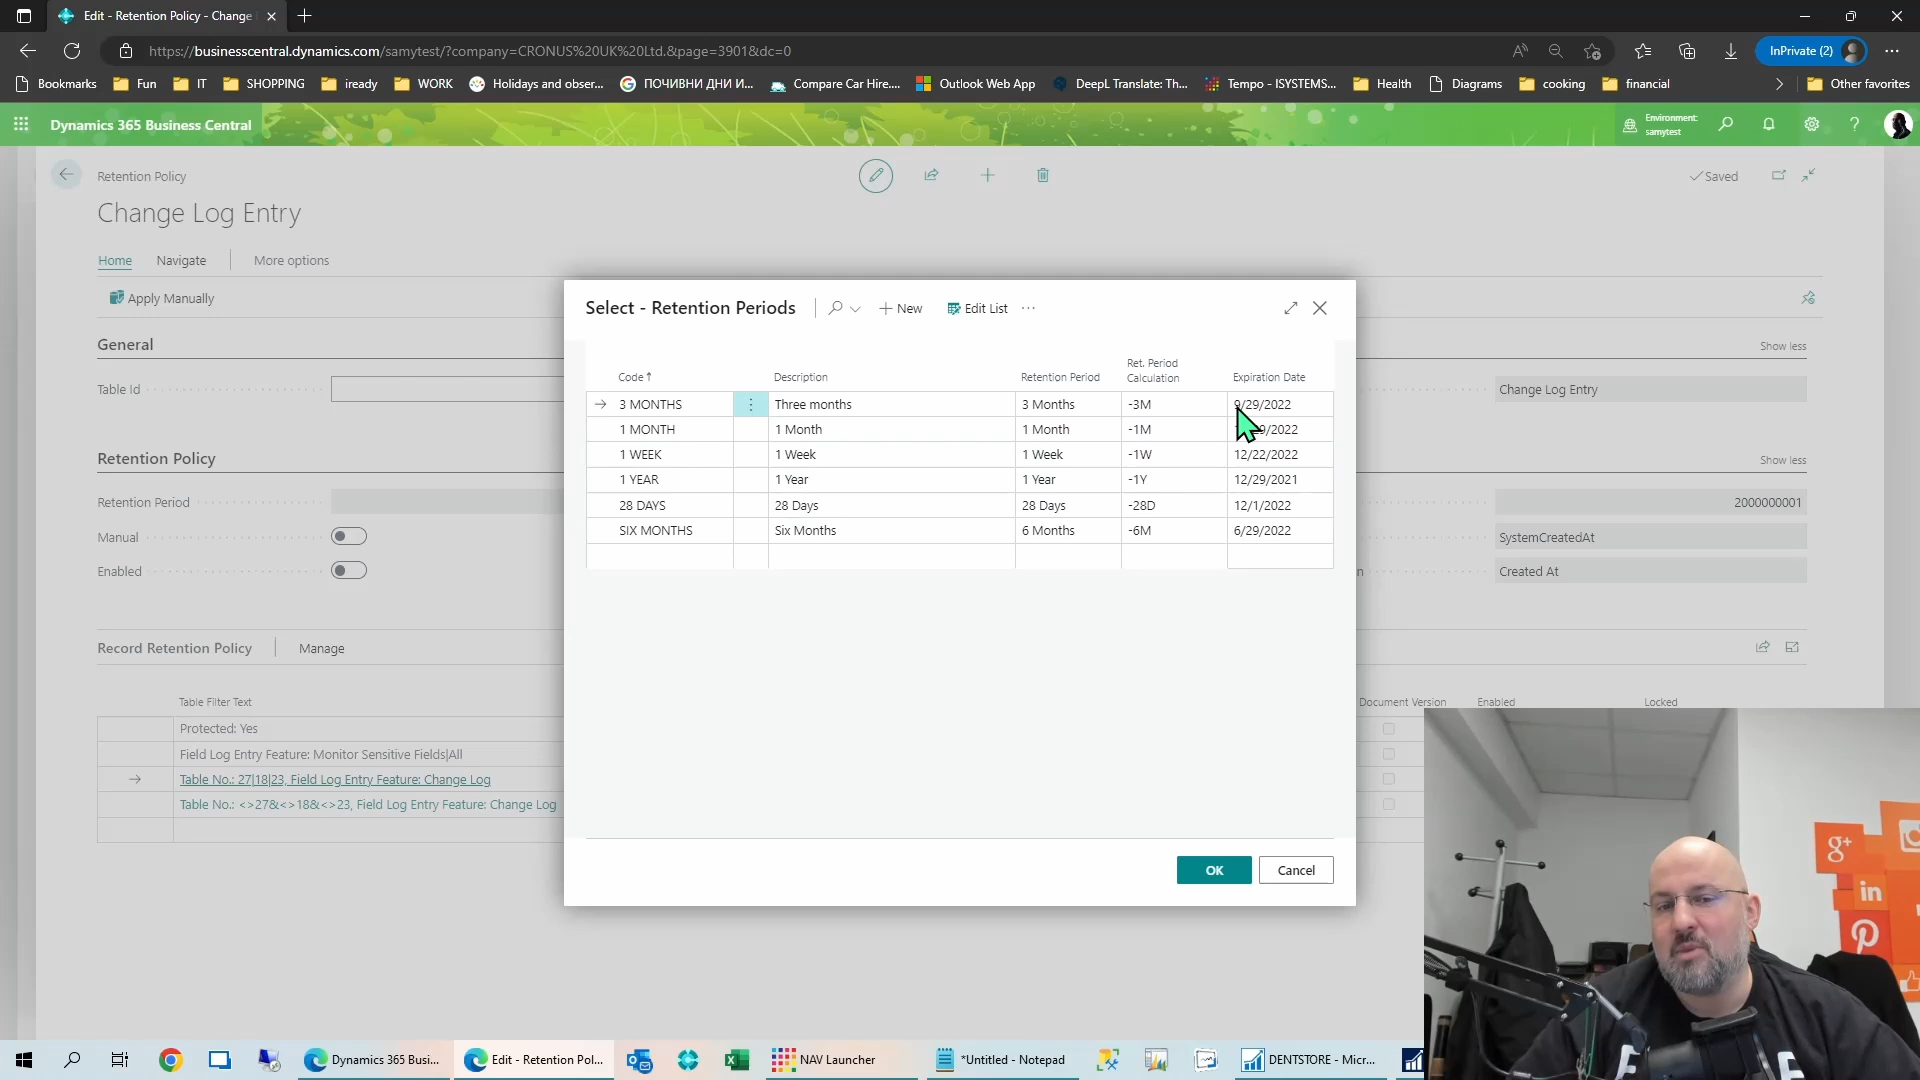 Edit - Retention Policy - Change
https://businesscentral.dynamics.com/samytest/?company=CRONUS%20UK%20Ltd.&page=3901&dc=0
InPrivate (2)
Bookmarks
Fun
IT
SHOPPING
iready
WORK
Holidays and obser...
ПОЧИВНИ ДНИ И...
Compare Car Hire....
Outlook Web App
DeepL Translate: Th...
Tempo - ISYSTEMS...
Health
Diagrams
cooking
financial
Other favorites
Dynamics 365 Business Central
Environment:
samytest
Retention Policy
Saved
Change Log Entry
Home
Navigate
More options
Apply Manually
General
Show less
Table Id
Change Log Entry
Retention Policy
Show less
Retention Period
2000000001
Manual
SystemCreatedAt
Enabled
Created At
Record Retention Policy
Manage
Table Filter Text
Document Version
Enabled
Locked
Protected: Yes
Field Log Entry Feature: Monitor Sensitive Fields|All
Table No.: 27|18|23, Field Log Entry Feature: Change Log
Table No.: <>27&<>18&<>23, Field Log Entry Feature: Change Log
Select - Retention Periods
New
Edit List
Code↑
Description
Retention Period
Ret. Period
Calculation
Expiration Date
3 MONTHS
Three months
3 Months
-3M
9/29/2022
1 MONTH
1 Month
1 Month
-1M
1 WEEK
1 Week
1 Week
-1W
12/22/2022
1 YEAR
1 Year
1 Year
-1Y
12/29/2021
28 DAYS
28 Days
28 Days
-28D
12/1/2022
SIX MONTHS
Six Months
6 Months
-6M
6/29/2022
OK
Cancel
g+
in
Dynamics 365 Busi...
Edit - Retention Pol...
NAV Launcher
*Untitled - Notepad
DENTSTORE - Micr...